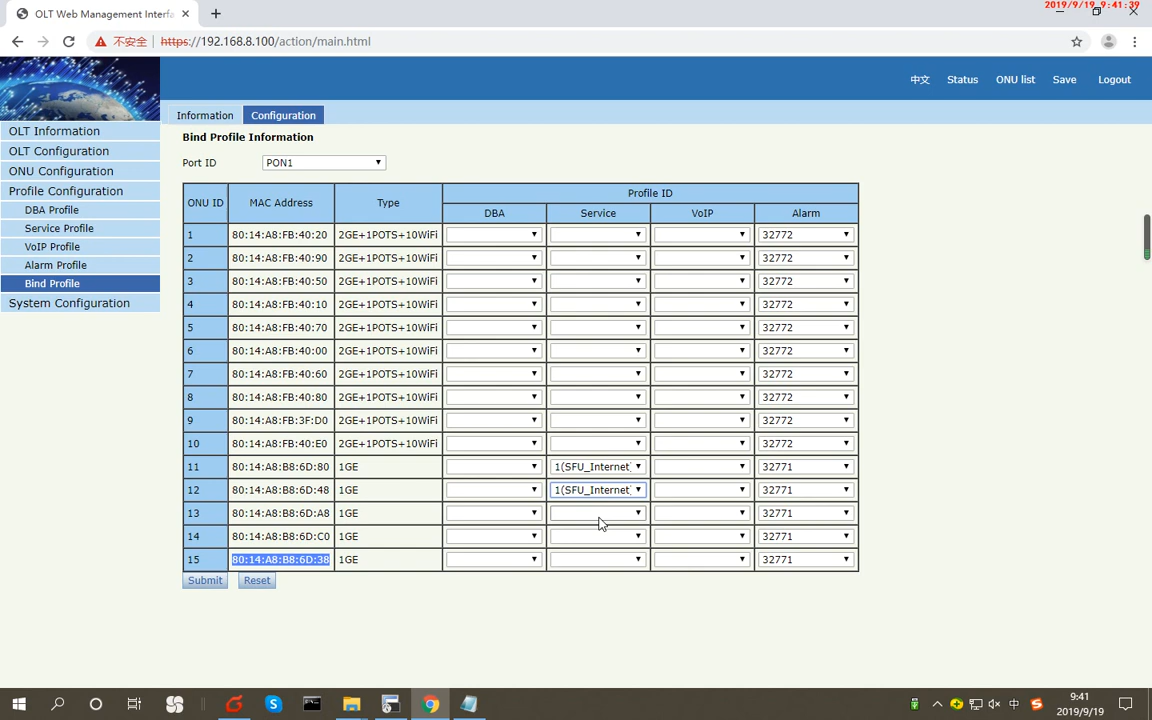 2019/9/19 9:41:39
OLT Web Management Interfa
不安全 https://192.168.8.100/action/main.html
中文 Status ONU list Save Logout
Information Configuration
OLT Information
OLT Configuration
ONU Configuration
Profile Configuration
DBA Profile
Service Profile
VoIP Profile
Alarm Profile
Bind Profile
System Configuration
Bind Profile Information
Port ID PON1
ONU ID MAC Address Type Profile ID
DBA Service VoIP Alarm
1 80:14:A8:FB:40:20 2GE+1POTS+10WiFi 32772
2 80:14:A8:FB:40:90 2GE+1POTS+10WiFi 32772
3 80:14:A8:FB:40:50 2GE+1POTS+10WiFi 32772
4 80:14:A8:FB:40:10 2GE+1POTS+10WiFi 32772
5 80:14:A8:FB:40:70 2GE+1POTS+10WiFi 32772
6 80:14:A8:FB:40:00 2GE+1POTS+10WiFi 32772
7 80:14:A8:FB:40:60 2GE+1POTS+10WiFi 32772
8 80:14:A8:FB:40:80 2GE+1POTS+10WiFi 32772
9 80:14:A8:FB:3F:D0 2GE+1POTS+10WiFi 32772
10 80:14:A8:FB:40:E0 2GE+1POTS+10WiFi 32772
11 80:14:A8:B8:6D:80 1GE 1(SFU_Internet) 32771
12 80:14:A8:B8:6D:48 1GE 1(SFU_Internet) 32771
13 80:14:A8:B8:6D:A8 1GE 32771
14 80:14:A8:B8:6D:C0 1GE 32771
15 80:14:A8:B8:6D:38 1GE 32771
Submit Reset
中
9:41
2019/9/19